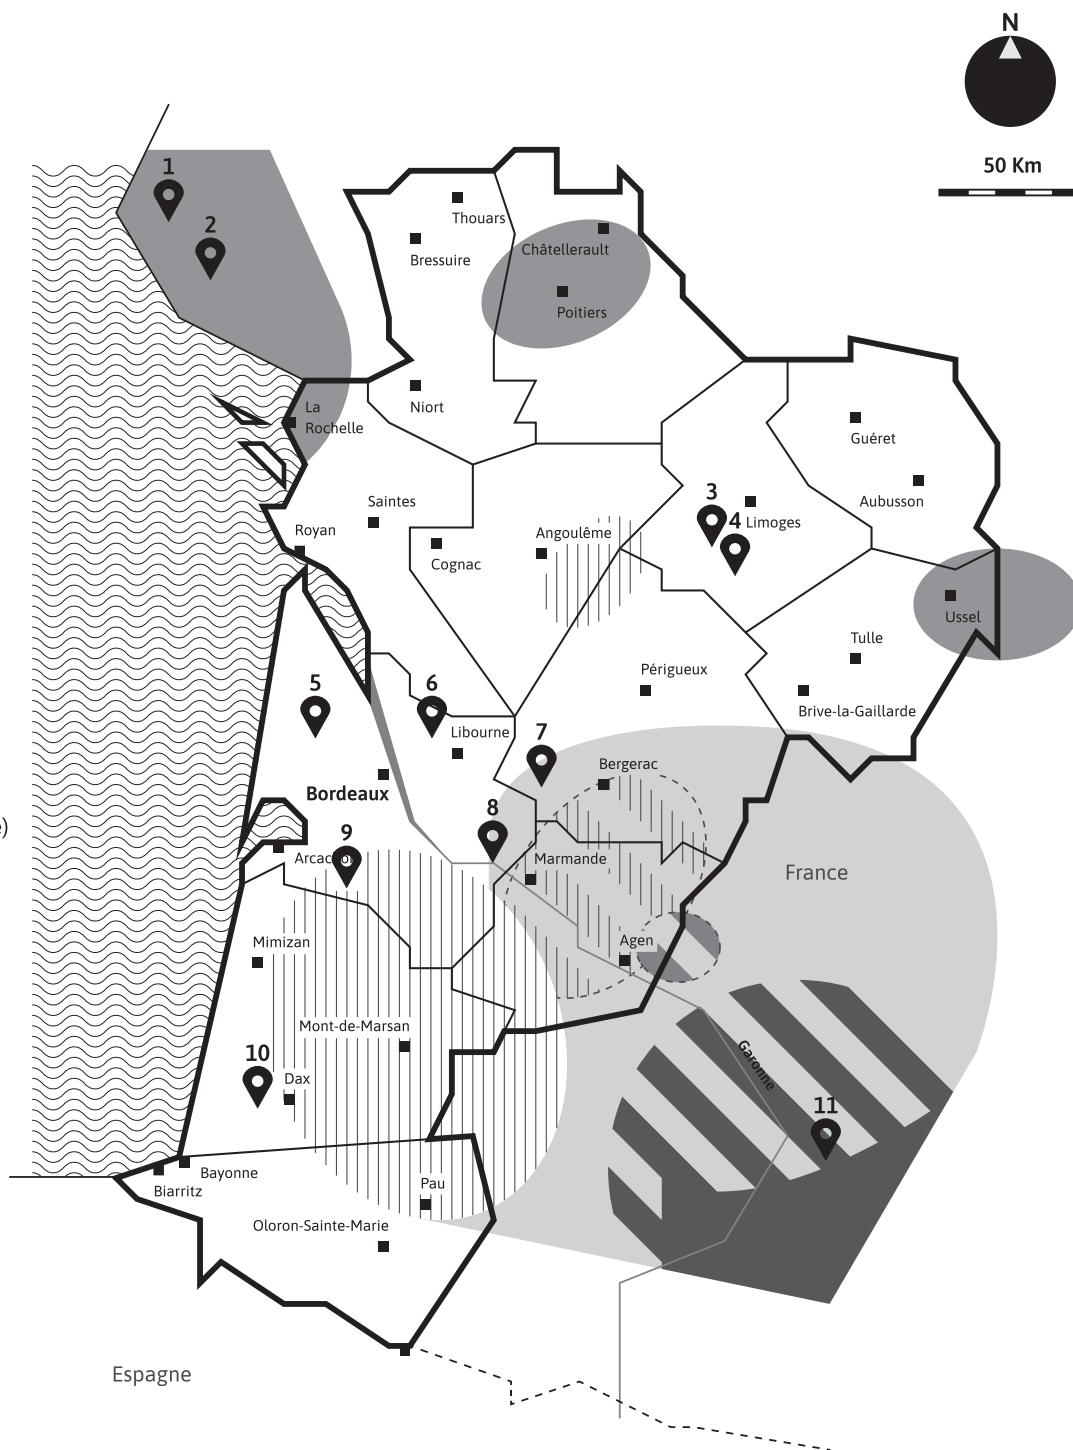 N
50 Km
1
2
Thouars
Bressuire
Châtellerault
Poitiers
Niort
La
Rochelle
Guéret
Aubusson
Saintes
Royan
Cognac
Angoulême
3
4
Limoges
Ussel
Tulle
Brive-la-Gaillarde
Périgueux
5
6
Libourne
7
Bergerac
Bordeaux
8
9
Arcachon
Marmande
France
Agen
Mimizan
Mont-de-Marsan
10
Dax
Garonne
11
Bayonne
Biarritz
Pau
Oloron-Sainte-Marie
Espagne